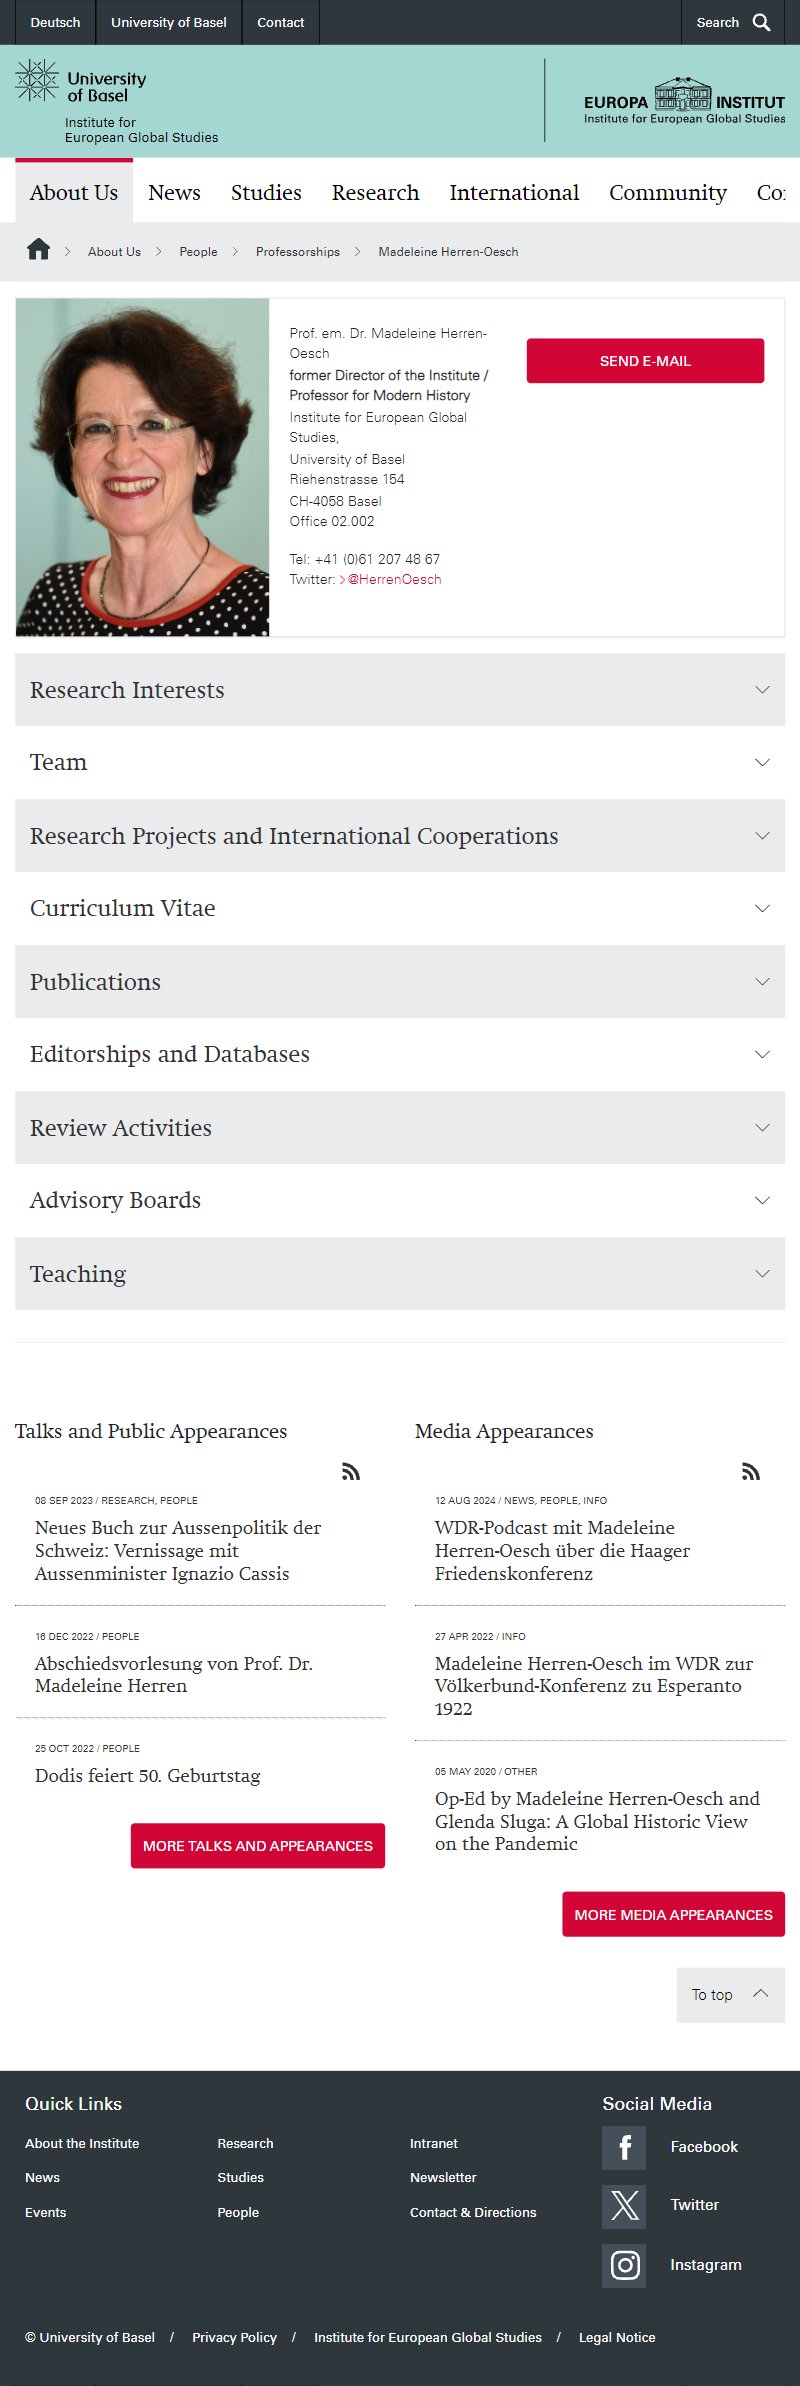 Deutsch
University of Basel
Contact
Search
University
of Basel
Institute for
European Global Studies
EUROPA INSTITUT
Institute for European Global Studies
About Us
News
Studies
Research
International
Community
Co
About Us
People
Professorships
Madeleine Herren-Oesch
Prof. em. Dr. Madeleine Herren-
Oesch
former Director of the Institute /
Professor for Modern History
Institute for European Global
Studies,
University of Basel
Riehenstrasse 154
CH-4058 Basel
Office 02.002
Tel: +41 (0)61 207 48 67
Twitter: @HerrenOesch
SEND E-MAIL
Research Interests
Team
Research Projects and International Cooperations
Curriculum Vitae
Publications
Editorships and Databases
Review Activities
Advisory Boards
Teaching
Talks and Public Appearances
08 SEP 2023 / RESEARCH, PEOPLE
Neues Buch zur Aussenpolitik der
Schweiz: Vernissage mit
Aussenminister Ignazio Cassis
16 DEC 2022 / PEOPLE
Abschiedsvorlesung von Prof. Dr.
Madeleine Herren
25 OCT 2022 / PEOPLE
Dodis feiert 50. Geburtstag
MORE TALKS AND APPEARANCES
Media Appearances
12 AUG 2024 / NEWS, PEOPLE, INFO
WDR-Podcast mit Madeleine
Herren-Oesch über die Haager
Friedenskonferenz
27 APR 2022 / INFO
Madeleine Herren-Oesch im WDR zur
Völkerbund-Konferenz zu Esperanto
1922
05 MAY 2020 / OTHER
Op-Ed by Madeleine Herren-Oesch and
Glenda Sluga: A Global Historic View
on the Pandemic
MORE MEDIA APPEARANCES
To top
Quick Links
About the Institute
News
Events
Research
Studies
People
Intranet
Newsletter
Contact & Directions
Social Media
Facebook
Twitter
Instagram
© University of Basel / Privacy Policy / Institute for European Global Studies / Legal Notice